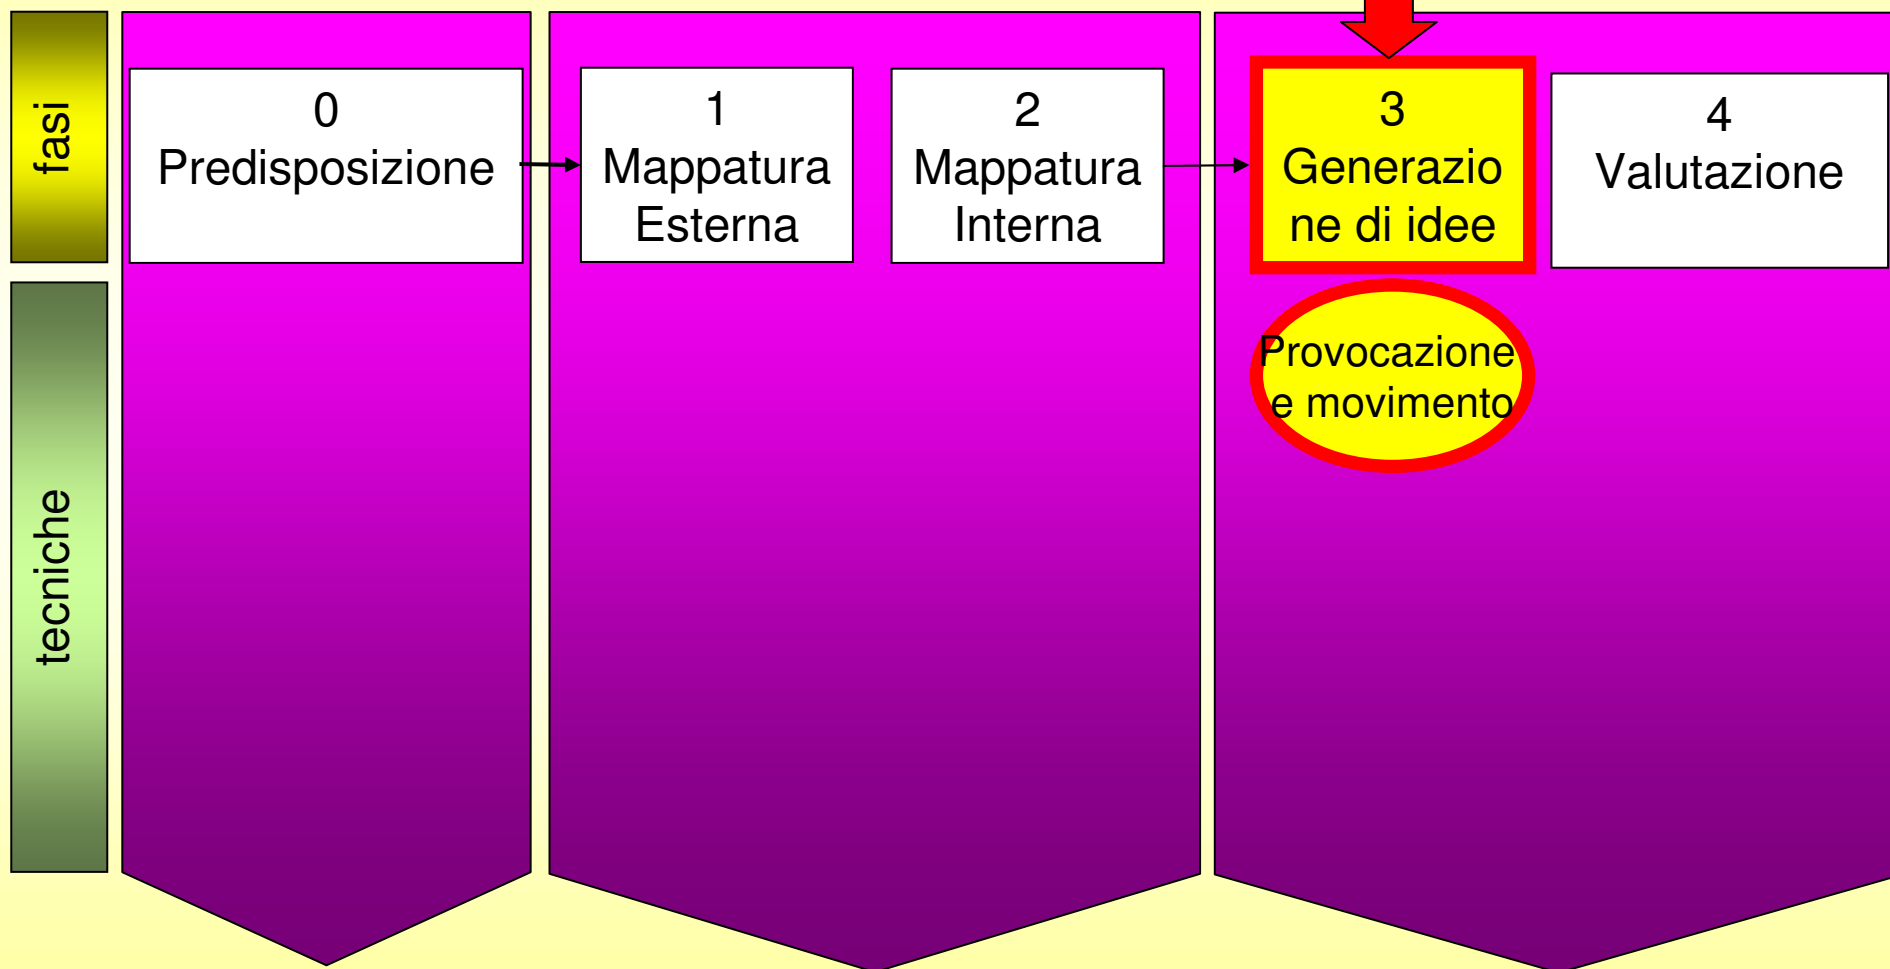 fasi
0
Predisposizione
1
Mappatura
Esterna
2
Mappatura
Interna
3
Generazio
ne di idee
4
Valutazione
tecniche
Provocazione
e movimento